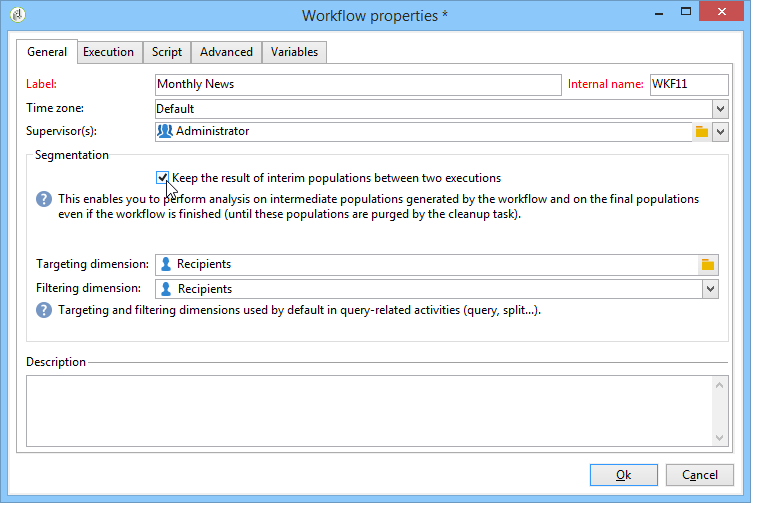 Workflow properties *
General Execution Script Advanced Variables
Label: Monthly News Internal name: WKF11
Time zone: Default
Supervisor(s): Administrator
Segmentation
Keep the result of interim populations between two executions
? This enables you to perform analysis on intermediate populations generated by the workflow and on the final populations
even if the workflow is finished (until these populations are purged by the cleanup task).
Targeting dimension: Recipients
Filtering dimension: Recipients
? Targeting and filtering dimensions used by default in query-related activities (query, split...).
Description
Ok Cancel